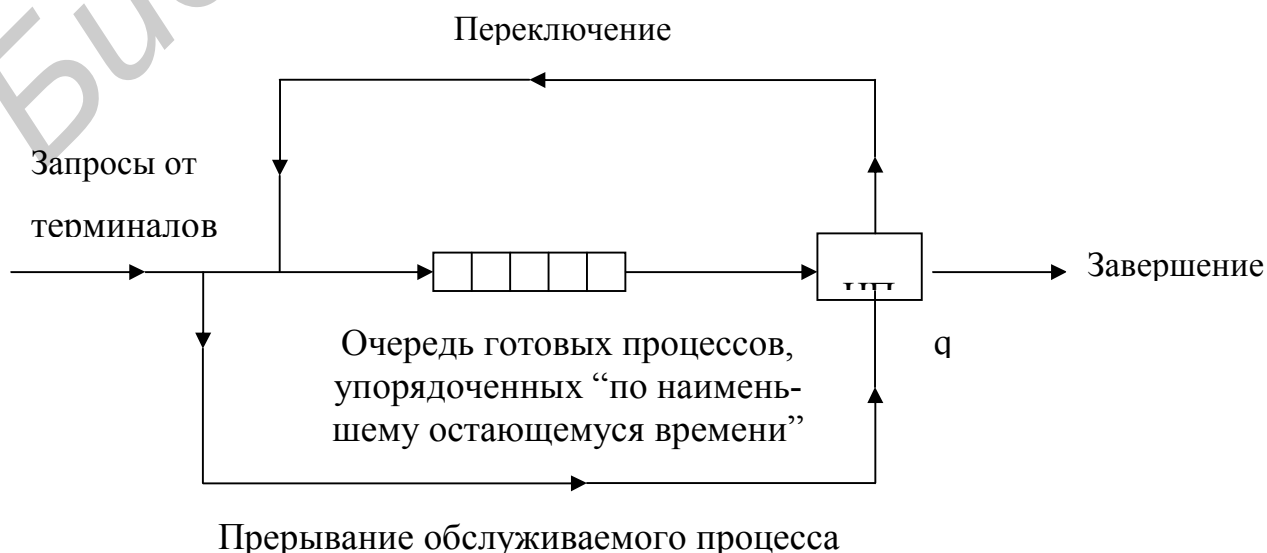 Переключение
Запросы от
терминалов
Завершение
Очередь готовых процессов,
упорядоченных “по наимень-
шему остающемуся времени”
q
Прерывание обслуживаемого процесса